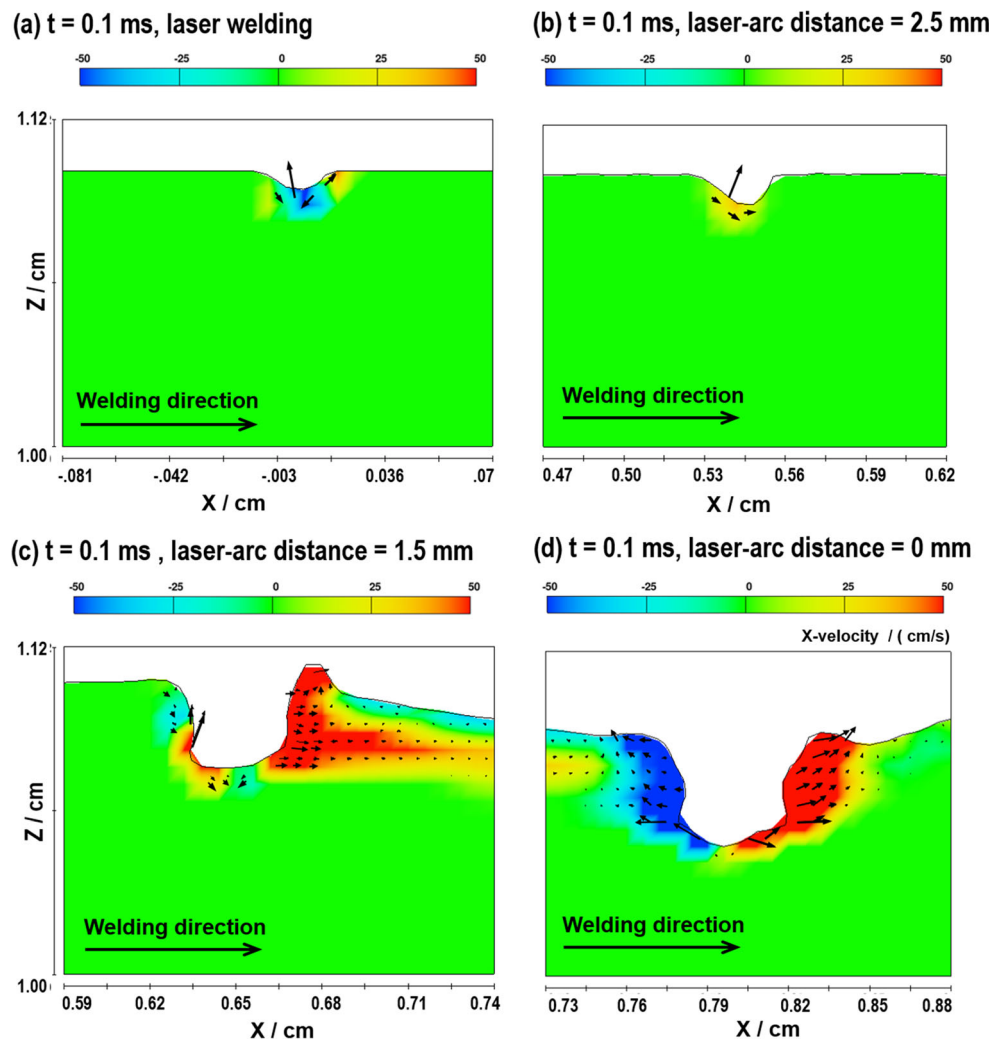 (a) t = 0.1 ms, laser welding
-50 -25 0 25 50
1.12
Z / cm
1.00
Welding direction
-.081 -.042 -.003 0.036 .07
X / cm
(b) t = 0.1 ms, laser-arc distance = 2.5 mm
-50 -25 0 25 50
Welding direction
0.47 0.50 0.53 0.56 0.59 0.62
X / cm
(c) t = 0.1 ms , laser-arc distance = 1.5 mm
-50 -25 0 25 50
1.12
Z / cm
1.00
Welding direction
0.59 0.62 0.65 0.68 0.71 0.74
X / cm
(d) t = 0.1 ms, laser-arc distance = 0 mm
-50 -25 0 25 50
X-velocity / ( cm/s)
Welding direction
0.73 0.76 0.79 0.82 0.85 0.88
X / cm